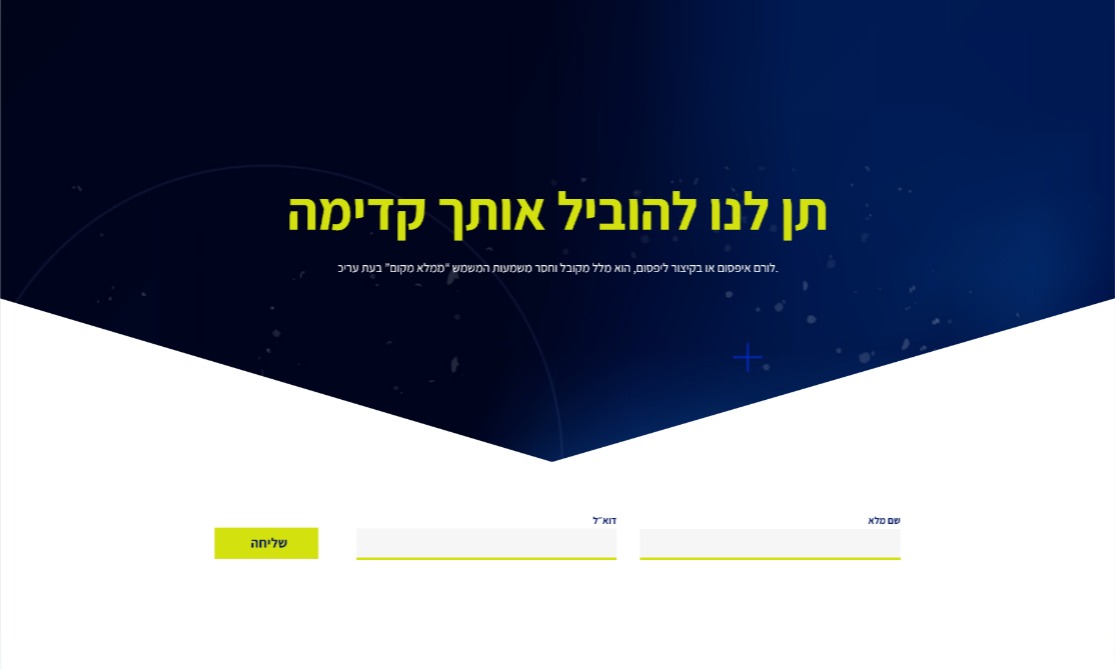 תן לנו להוביל אותך קדימה
לורם איפסום או בקיצור ליפסום, הוא מלל מקובל וחסר משמעות המשמש "ממלא מקום" בעת עריכ.
שם מלא
דוא״ל
שליחה